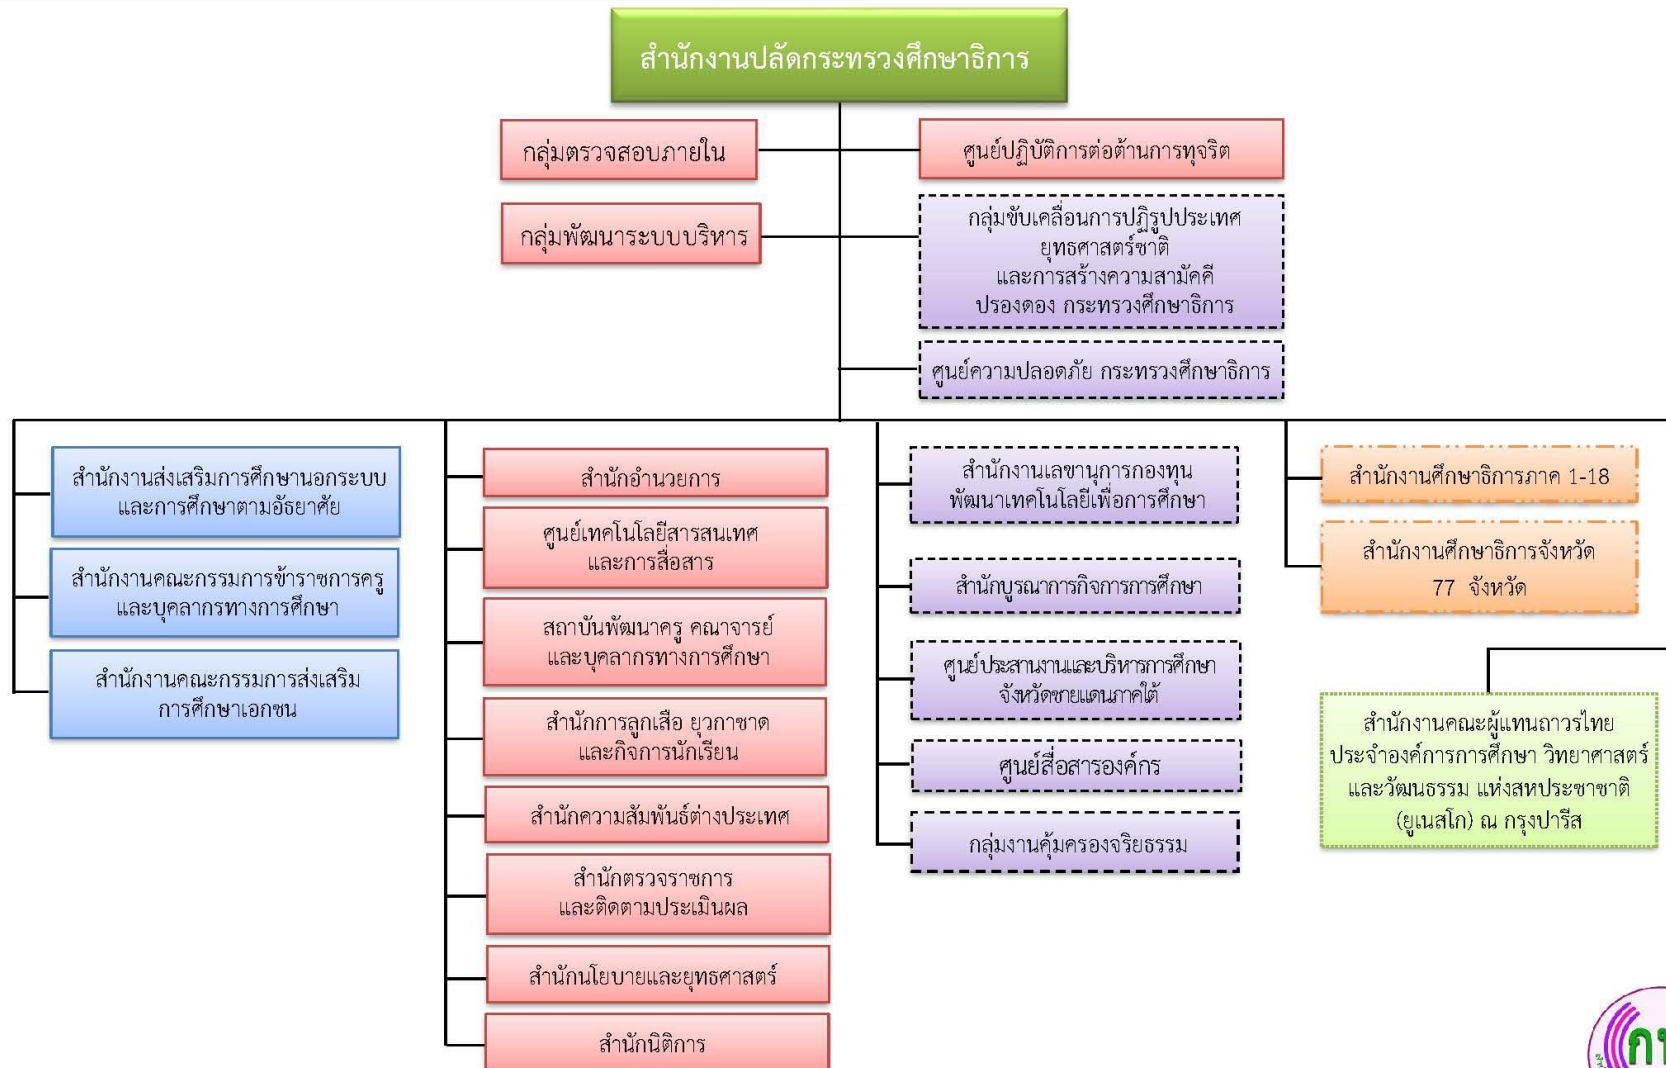 สำนักงานปลัดกระทรวงศึกษาธิการ
กลุ่มตรวจสอบภายใน
ศูนย์ปฏิบัติการต่อต้านการทุจริต
กลุ่มพัฒนาระบบบริหาร
กลุ่มขับเคลื่อนการปฏิรูปประเทศ
ยุทธศาสตร์ชาติ
และการสร้างความสามัคคี
ปรองดอง กระทรวงศึกษาธิการ
ศูนย์ความปลอดภัย กระทรวงศึกษาธิการ
สำนักงานส่งเสริมการศึกษานอกระบบ
และการศึกษาตามอัธยาศัย
สำนักงานคณะกรรมการข้าราชการครู
และบุคลากรทางการศึกษา
สำนักงานคณะกรรมการส่งเสริม
การศึกษาเอกชน
สำนักอำนวยการ
ศูนย์เทคโนโลยีสารสนเทศ
และการสื่อสาร
สถาบันพัฒนาครู คณาจารย์
และบุคลากรทางการศึกษา
สำนักการลูกเสือ ยุวกาชาด
และกิจการนักเรียน
สำนักความสัมพันธ์ต่างประเทศ
สำนักตรวจราชการ
และติดตามประเมินผล
สำนักนโยบายและยุทธศาสตร์
สำนักนิติการ
สำนักงานเลขานุการกองทุน
พัฒนาเทคโนโลยีเพื่อการศึกษา
สำนักบูรณาการกิจการการศึกษา
ศูนย์ประสานงานและบริหารการศึกษา
จังหวัดชายแดนภาคใต้
ศูนย์สื่อสารองค์กร
กลุ่มงานคุ้มครองจริยธรรม
สำนักงานศึกษาธิการภาค 1-18
สำนักงานศึกษาธิการจังหวัด
77 จังหวัด
สำนักงานคณะผู้แทนถาวรไทย
ประจำองค์การการศึกษา วิทยาศาสตร์
และวัฒนธรรม แห่งสหประชาชาติ
(ยูเนสโก) ณ กรุงปารีส